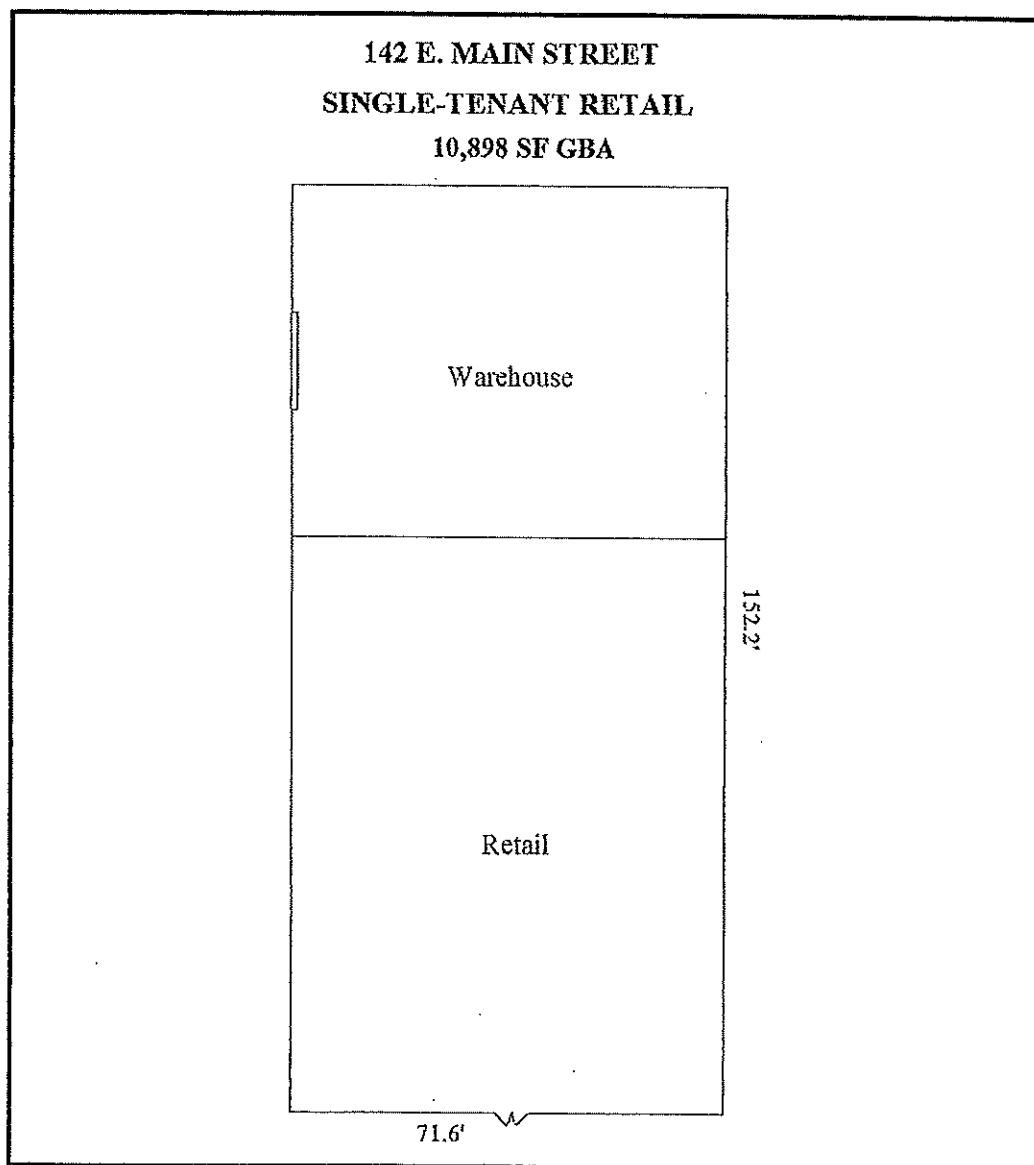 142 E. MAIN STREET
SINGLE-TENANT RETAIL
10,898 SF GBA
Warehouse
152.2'
Retail
71.6'